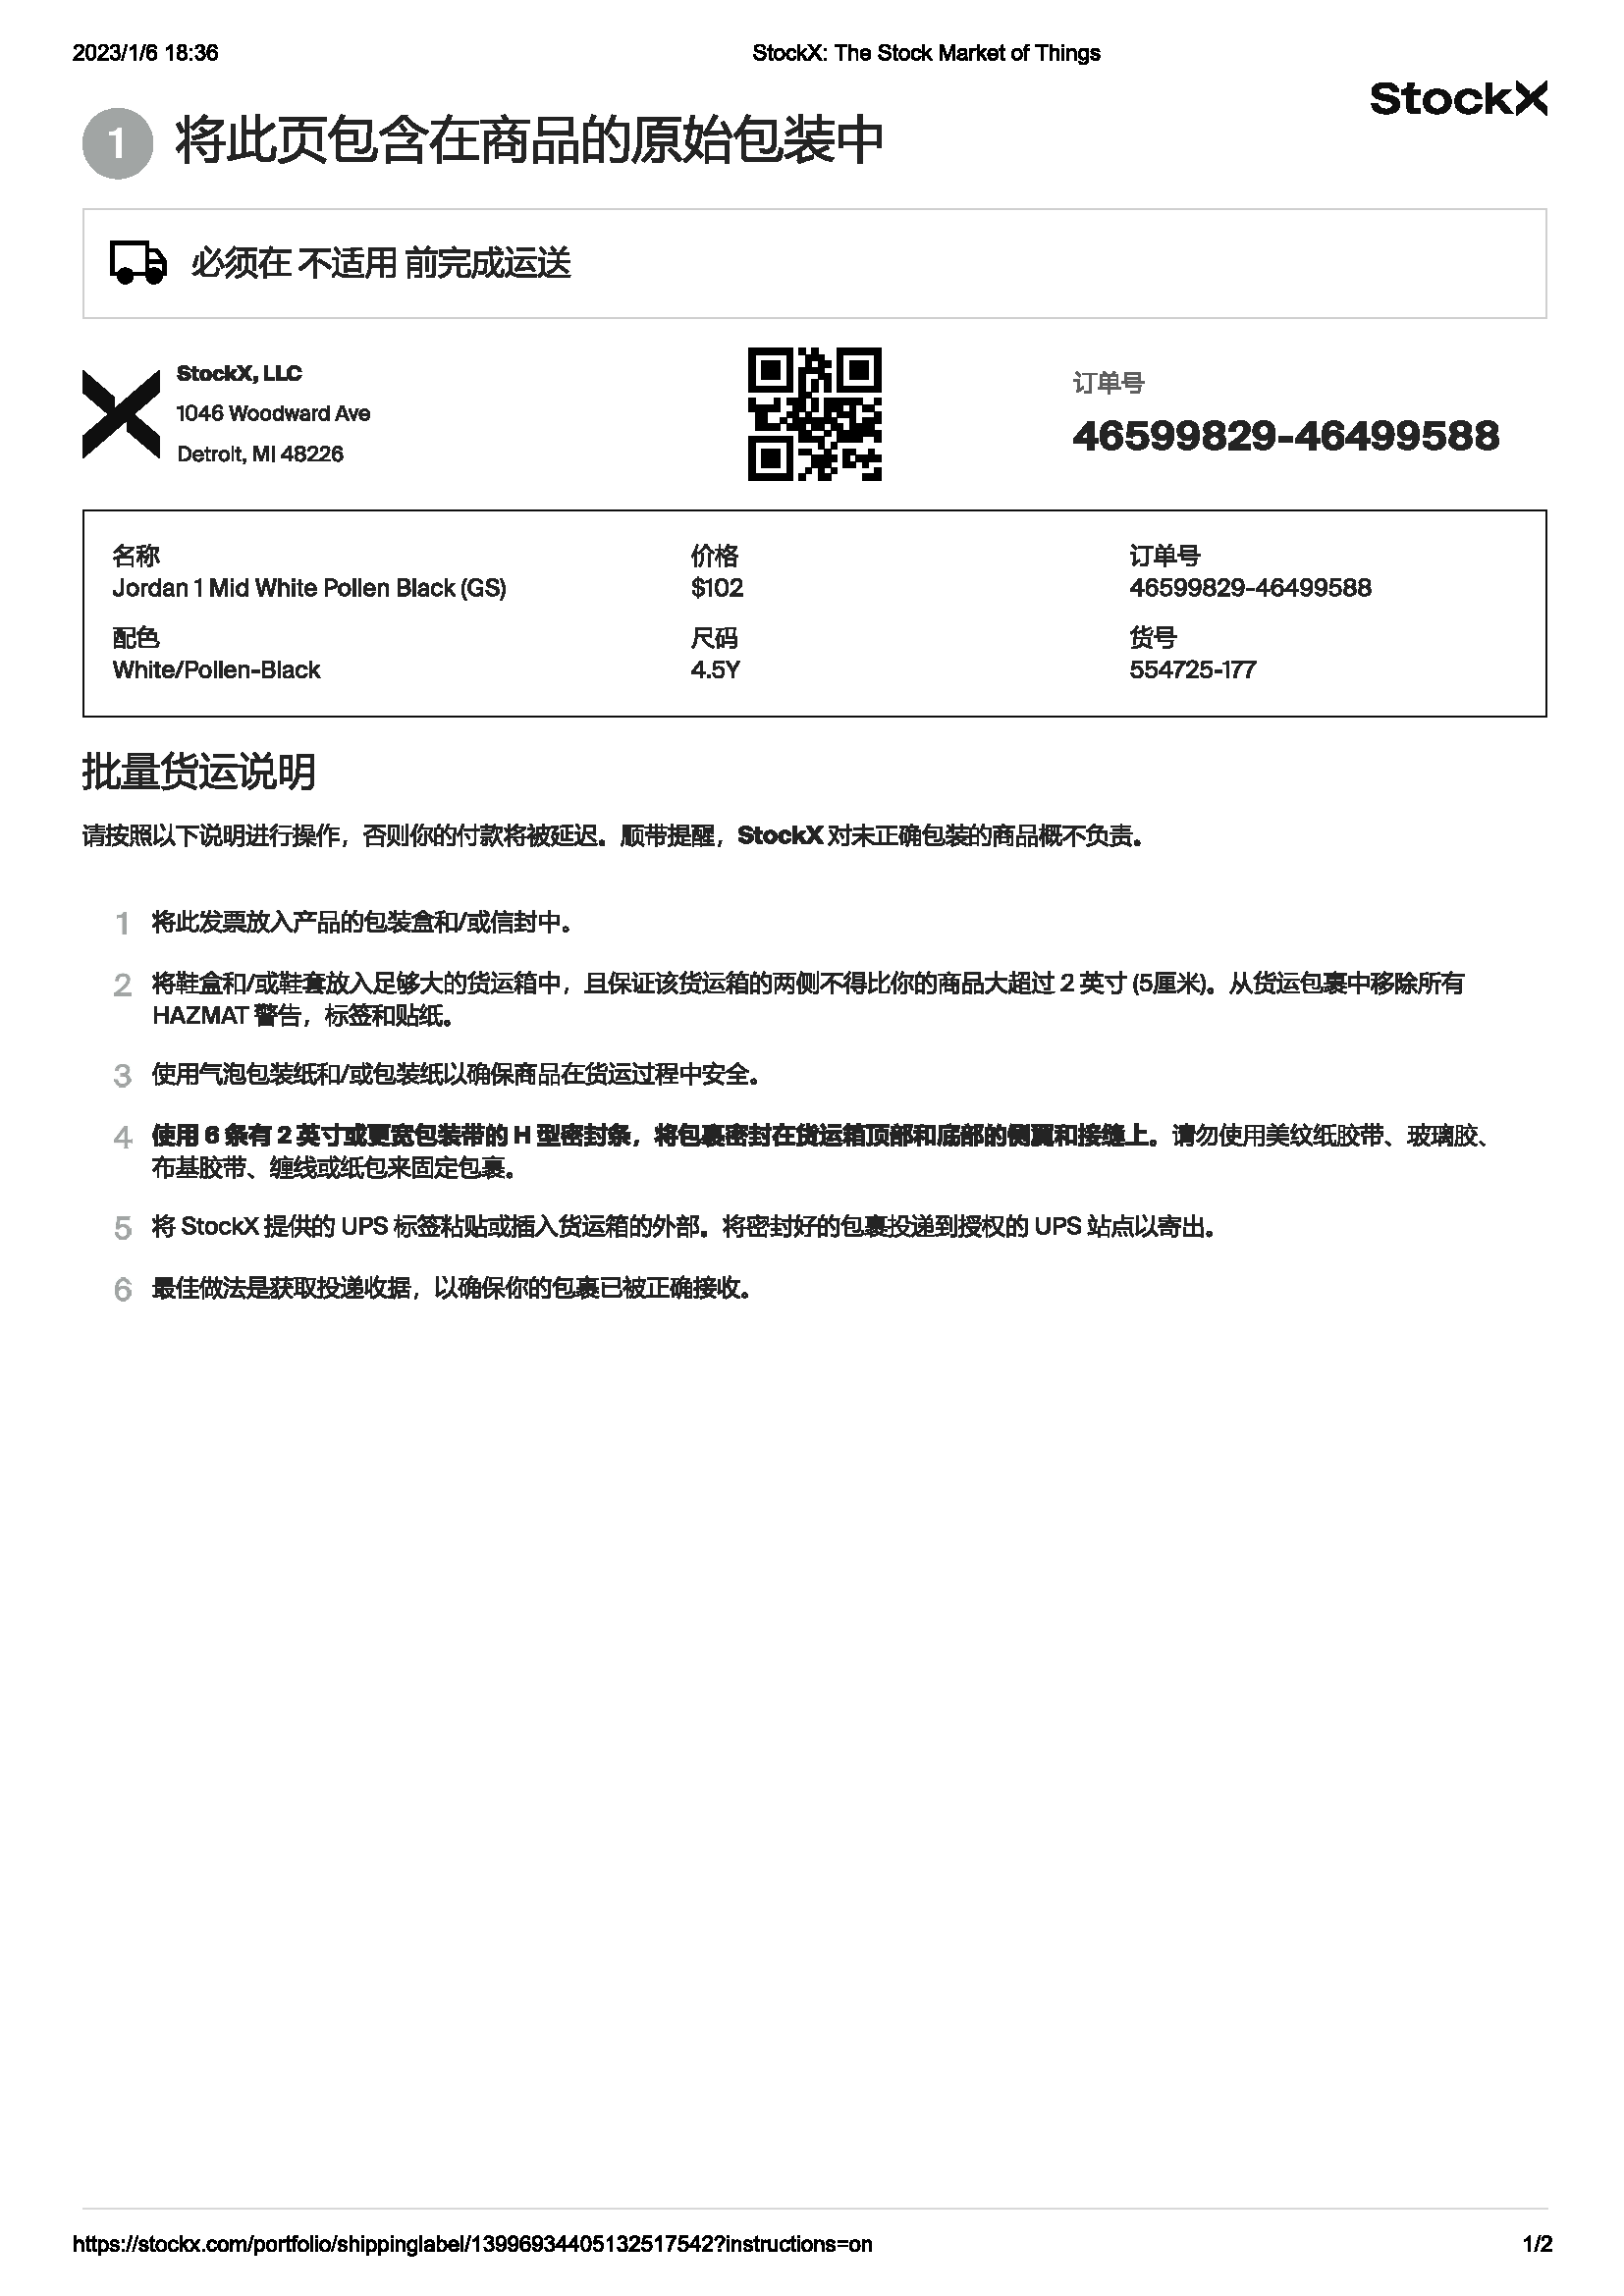 2023/1/6 18:36
StockX: The Stock Market of Things
StockX
1 将此页包含在商品的原始包装中
必须在 不适用 前完成运送
StockX, LLC
1046 Woodward Ave
Detroit, MI 48226
订单号
46599829-46499588
名称
Jordan 1 Mid White Pollen Black (GS)
价格
$102
订单号
46599829-46499588
配色
White/Pollen-Black
尺码
4.5Y
货号
554725-177
批量货运说明
请按照以下说明进行操作，否则你的付款将被延迟。顺带提醒，StockX 对未正确包装的商品概不负责。
1 将此发票放入产品的包装盒和/或信封中。
2 将鞋盒和/或鞋套放入足够大的货运箱中，且保证该货运箱的两侧不得比你的商品大超过 2 英寸 (5厘米)。从货运包裹中移除所有
HAZMAT 警告，标签和贴纸。
3 使用气泡包装纸和/或包装纸以确保商品在货运过程中安全。
4 使用 6 条有 2 英寸或更宽包装带的 H 型密封条，将包裹密封在货运箱顶部和底部的侧翼和接缝上。请勿使用美纹纸胶带、玻璃胶、
布基胶带、缠线或纸包来固定包裹。
5 将 StockX 提供的 UPS 标签粘贴或插入货运箱的外部。将密封好的包裹投递到授权的 UPS 站点以寄出。
6 最佳做法是获取投递收据，以确保你的包裹已被正确接收。
https://stockx.com/portfolio/shippinglabel/13996934405132517542?instructions=on
1/2